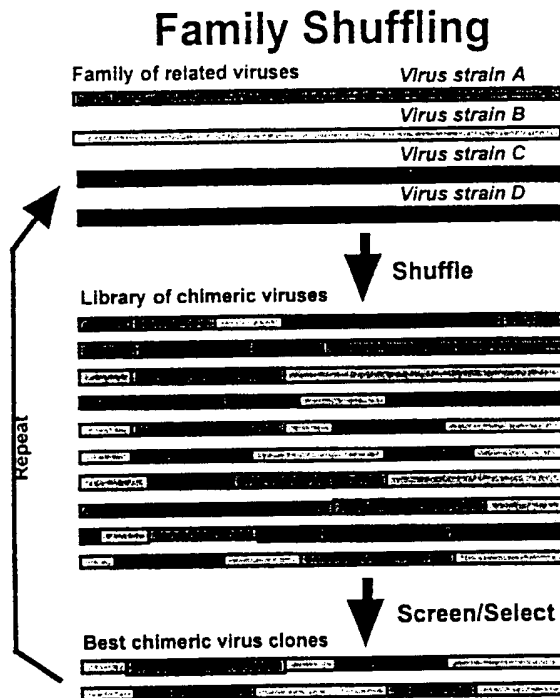 Family Shuffling
Family of related viruses
Virus strain A
Virus strain B
Virus strain C
Virus strain D
Shuffle
Library of chimeric viruses
Repeat
Screen/Select
Best chimeric virus clones